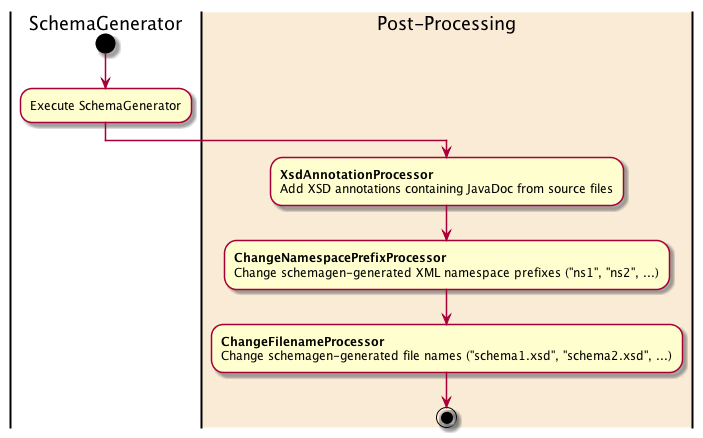 SchemaGenerator
Post-Processing
Execute SchemaGenerator
XsdAnnotationProcessor
Add XSD annotations containing JavaDoc from source files
ChangeNamespacePrefixProcessor
Change schemagen-generated XML namespace prefixes ("ns1", "ns2", ...)
ChangeFilenameProcessor
Change schemagen-generated file names ("schema1.xsd", "schema2.xsd", ...)